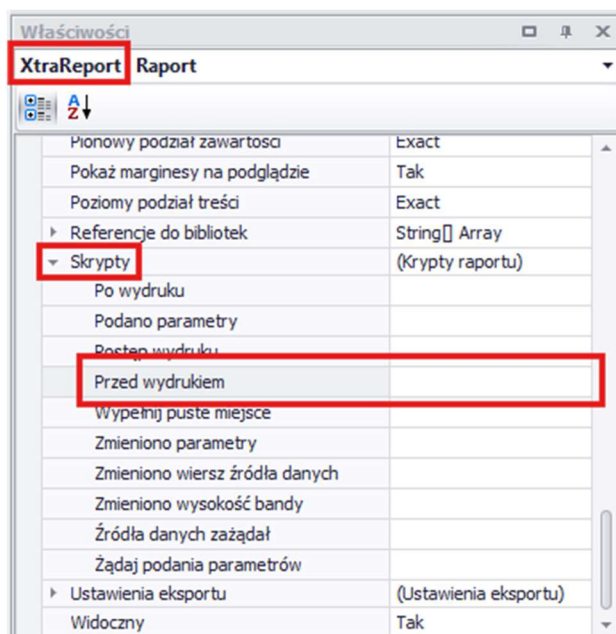 Właściwości
XtraReport Raport
Pionowy podział zawartości Exact
Pokaż marginesy na podglądzie Tak
Poziomy podział treści Exact
Referencje do bibliotek String[] Array
Skrypty (Krypty raportu)
Po wydruku
Podano parametry
Postęp wydruku
Przed wydrukiem
Wypełnij puste miejsce
Zmieniono parametry
Zmieniono wiersz źródła danych
Zmieniono wysokość bandy
Źródła danych zażądał
Żądaj podania parametrów
Ustawienia eksportu (Ustawienia eksportu)
Widoczny Tak